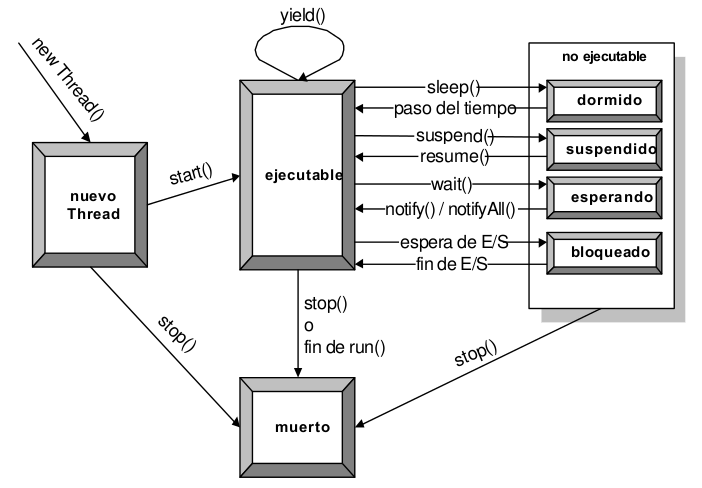 yield()
new Thread()
no ejecutable
sleep()
dormido
paso del tiempo
suspend()
suspendido
resume()
start()
ejecutable
nuevo
Thread
wait()
esperando
notify() / notifyAll()
espera de E/S
bloqueado
fin de E/S
stop()
o
fin de run()
stop()
stop()
muerto